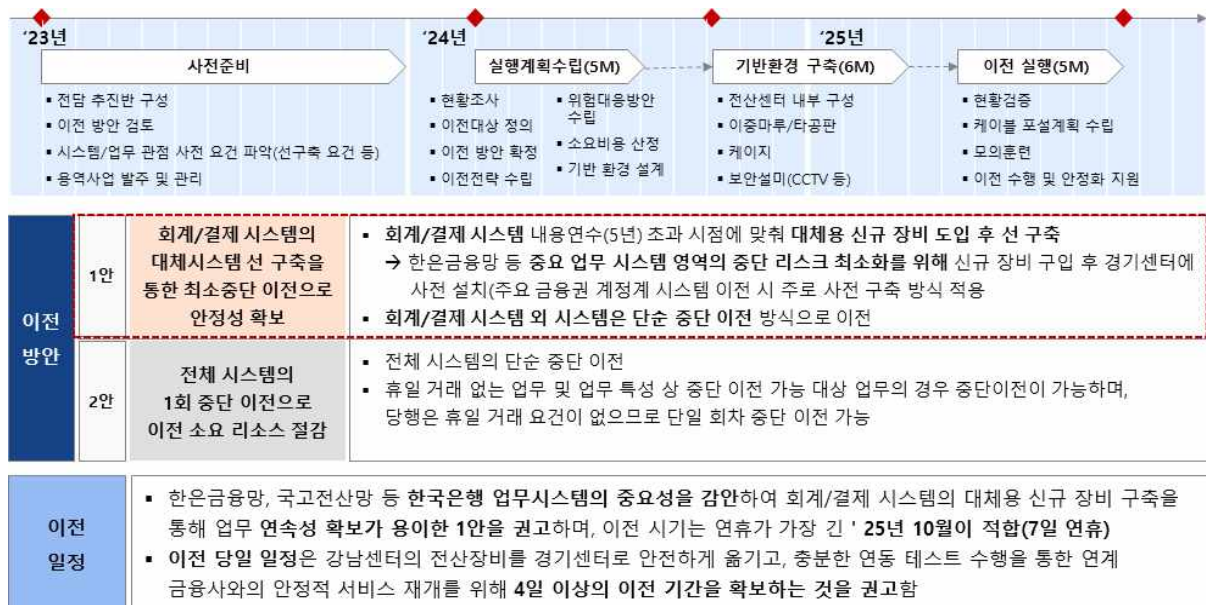 '23년
'24년
'25년
사전준비
▪ 전담 추진반 구성
▪ 이전 방안 검토
▪ 시스템/업무 관점 사전 요건 파악(선구축 요건 등)
▪ 용역사업 발주 및 관리
실행계획수립(5M)
▪ 현황조사
▪ 이전대상 정의
▪ 이전 방안 확정
▪ 이전전략 수립
▪ 위험대응방안
수립
▪ 소요비용 산정
▪ 기반 환경 설계
기반환경 구축(6M)
▪ 전산센터 내부 구성
▪ 이중마루/타공판
▪ 케이지
▪ 보안설미(CCTV 등)
이전 실행(5M)
▪ 현황검증
▪ 케이블 포설계획 수립
▪ 모의훈련
▪ 이전 수행 및 안정화 지원
이전
방안
1안
회계/결제 시스템의
대체시스템 선 구축을
통한 최소중단 이전으로
안정성 확보
▪ 회계/결제 시스템 내용연수(5년) 초과 시점에 맞춰 대체용 신규 장비 도입 후 선 구축
→ 한은금융망 등 중요 업무 시스템 영역의 중단 리스크 최소화를 위해 신규 장비 구입 후 경기센터에
사전 설치(주요 금융권 계정계 시스템 이전 시 주로 사전 구축 방식 적용
▪ 회계/결제 시스템 외 시스템은 단순 중단 이전 방식으로 이전
2안
전체 시스템의
1회 중단 이전으로
이전 소요 리소스 절감
▪ 전체 시스템의 단순 중단 이전
▪ 휴일 거래 없는 업무 및 업무 특성 상 중단 이전 가능 대상 업무의 경우 중단이전이 가능하며,
당행은 휴일 거래 요건이 없으므로 단일 회차 중단 이전 가능
이전
일정
▪ 한은금융망, 국고전산망 등 한국은행 업무시스템의 중요성을 감안하여 회계/결제 시스템의 대체용 신규 장비 구축을
통해 업무 연속성 확보가 용이한 1안을 권고하며, 이전 시기는 연휴가 가장 긴 ' 25년 10월이 적합(7일 연휴)
▪ 이전 당일 일정은 강남센터의 전산장비를 경기센터로 안전하게 옮기고, 충분한 연동 테스트 수행을 통한 연계
금융사와의 안정적 서비스 재개를 위해 4일 이상의 이전 기간을 확보하는 것을 권고함